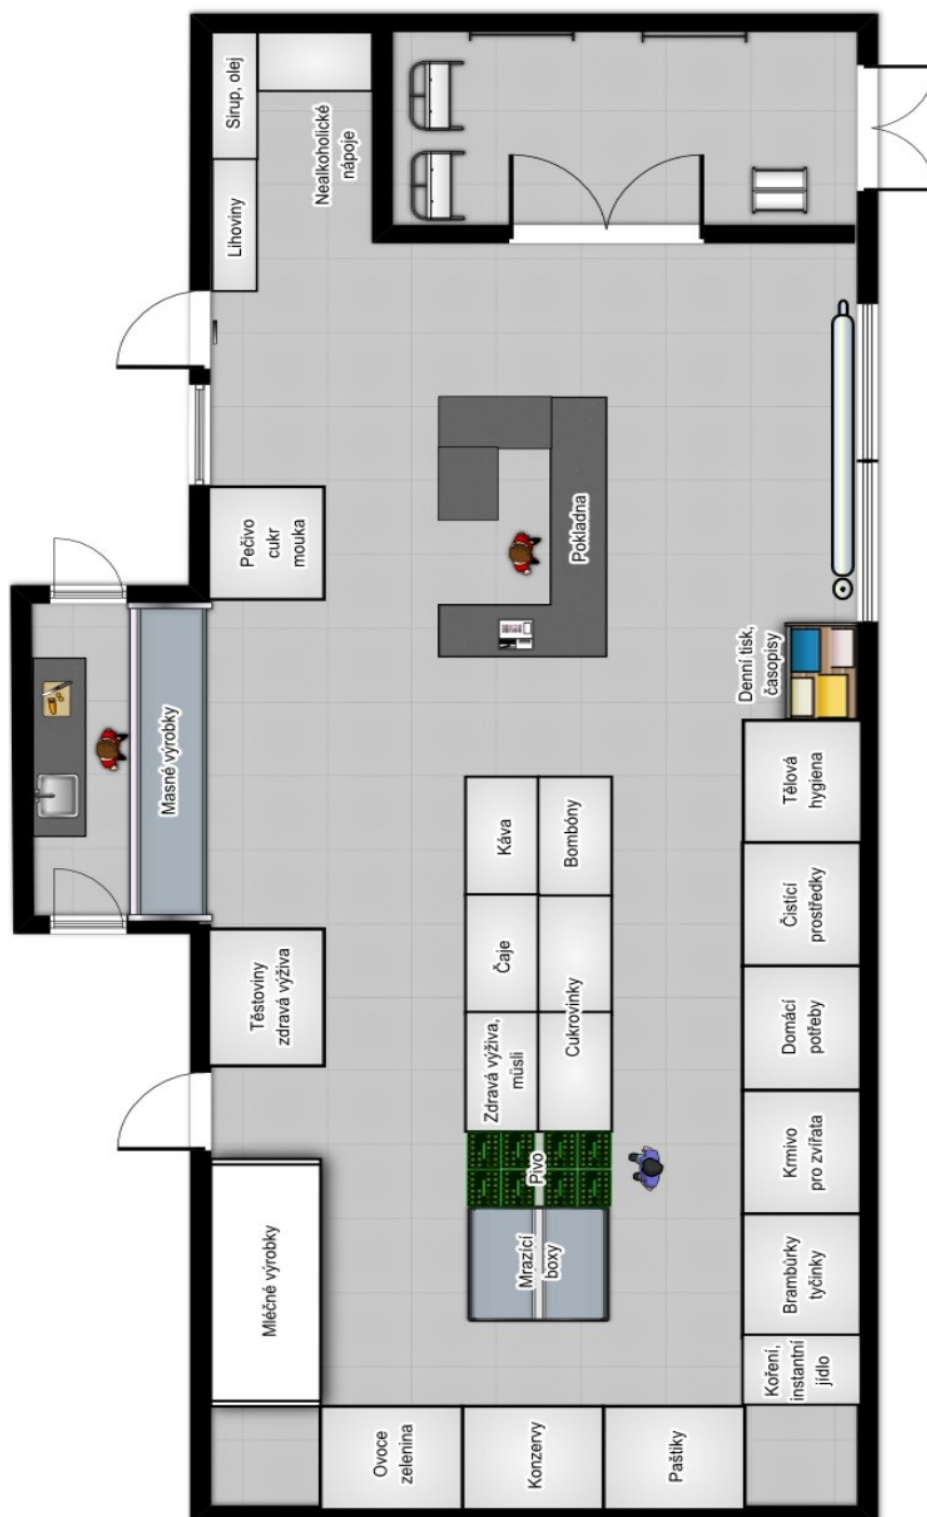 Masné výrobky
Mléčné výrobky
Těstoviny
zdravá výživa
Pečivo
cukr
mouka
Lihoviny
Sirup, olej
Nealkoholické
nápoje
Ovoce
zelenina
Konzervy
Paštiky
Mrazící
boxy
Pivo
Zdravá výživa,
müsli
Čaje
Káva
Cukrovinky
Bombóny
Pokladna
Koření,
instantní
jídlo
Brambůrky
tyčinky
Krmivo
pro zvířata
Domácí
potřeby
Čistící
prostředky
Tělová
hygiena
Denní tisk,
časopisy